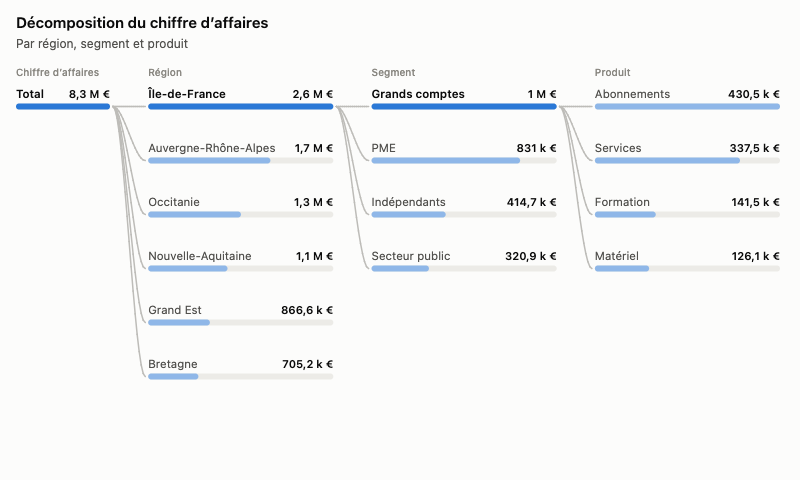 Décomposition du chiffre d’affaires
Par région, segment et produit
Chiffre d’affaires
Région
Segment
Produit
Total 8,3 M €
Île-de-France 2,6 M €
Grands comptes 1 M €
Abonnements 430,5 k €
Auvergne-Rhône-Alpes 1,7 M €
PME 831 k €
Services 337,5 k €
Occitanie 1,3 M €
Indépendants 414,7 k €
Formation 141,5 k €
Nouvelle-Aquitaine 1,1 M €
Secteur public 320,9 k €
Matériel 126,1 k €
Grand Est 866,6 k €
Bretagne 705,2 k €